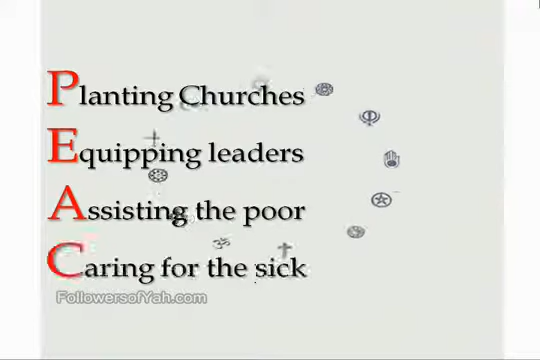 Planting Churches
Equipping leaders
Assisting the poor
Caring for the sick
FollowersofYah.com